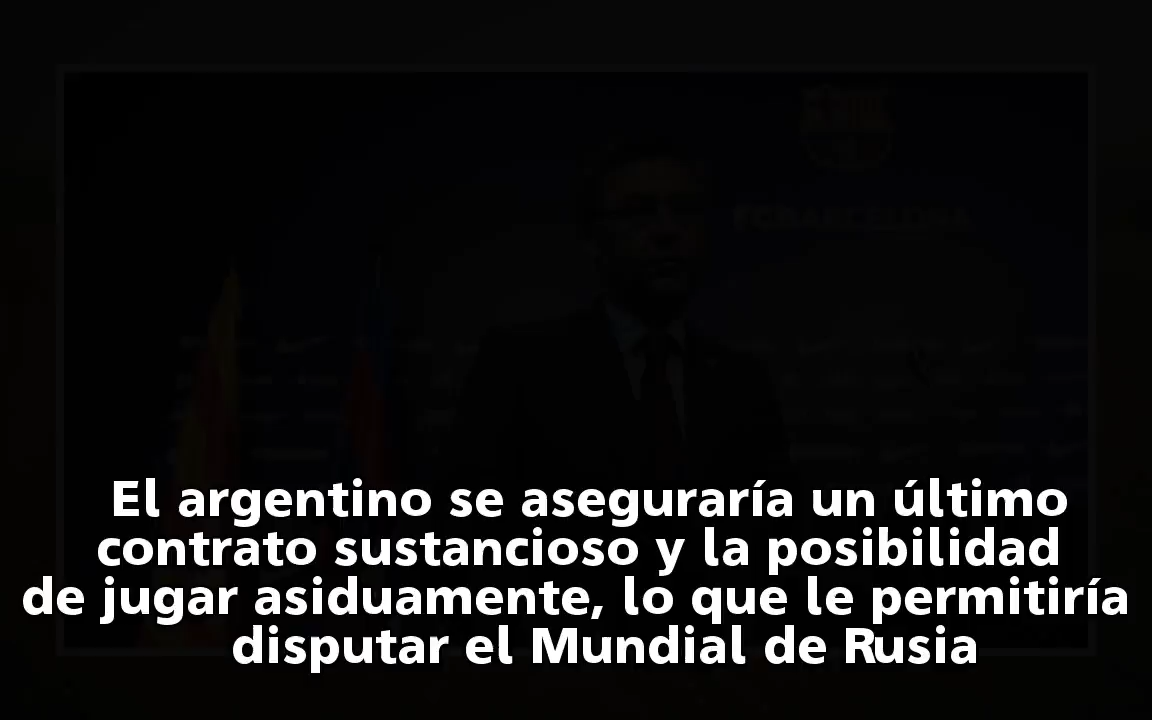 FCBARCELONA
El argentino se aseguraría un último
contrato sustancioso y la posibilidad
de jugar asiduamente, lo que le permitiría
disputar el Mundial de Rusia